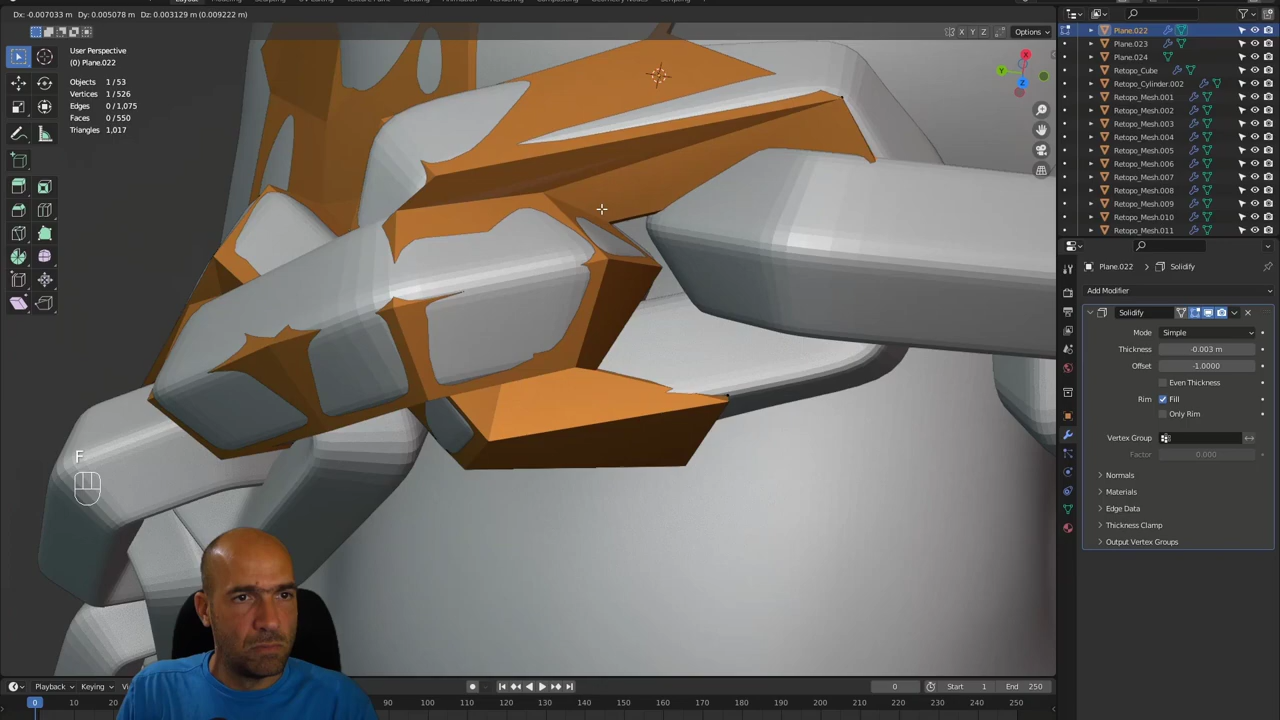 Dx: -0.007033 m   Dy: 0.005078 m   Dz: 0.003129 m (0.009222 m)
X Y Z
Options
User Perspective
(0) Plane.022
Objects 1 / 53
Vertices 1 / 526
Edges 0 / 1,075
Faces 0 / 550
Triangles 1,017
X
Y
Z
Plane.022
Plane.023
Plane.024
Retopo_Cube
Retopo_Cylinder.002
Retopo_Mesh.001
Retopo_Mesh.002
Retopo_Mesh.003
Retopo_Mesh.004
Retopo_Mesh.005
Retopo_Mesh.006
Retopo_Mesh.007
Retopo_Mesh.008
Retopo_Mesh.009
Retopo_Mesh.010
Retopo_Mesh.011
Plane.022 > Solidify
Add Modifier
Solidify
Mode Simple
Thickness -0.003 m
Offset -1.0000
Even Thickness
Rim Fill
Only Rim
Vertex Group
Factor 0.000
Normals
Materials
Edge Data
Thickness Clamp
Output Vertex Groups
F
Playback Keying 0 Start 1 End 250
0 10 20 100 110 120 130 140 150 160 170 180 190 200 210 220 230 240 250